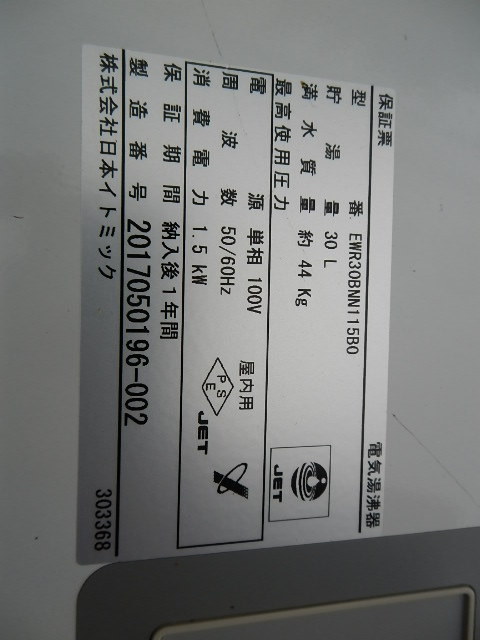 保証票 電気湯沸器
型番 EWR30BNN115B0
貯湯量 30 L
満水質量 約 44 Kg
最高使用圧力
JET
電源 単相 100V 屋内用
周波数 50/60Hz
消費電力 1.5 kW
PSE
JET
保証期間 納入後1年間
製造番号 2017050196-002
株式会社日本イトミック 303368